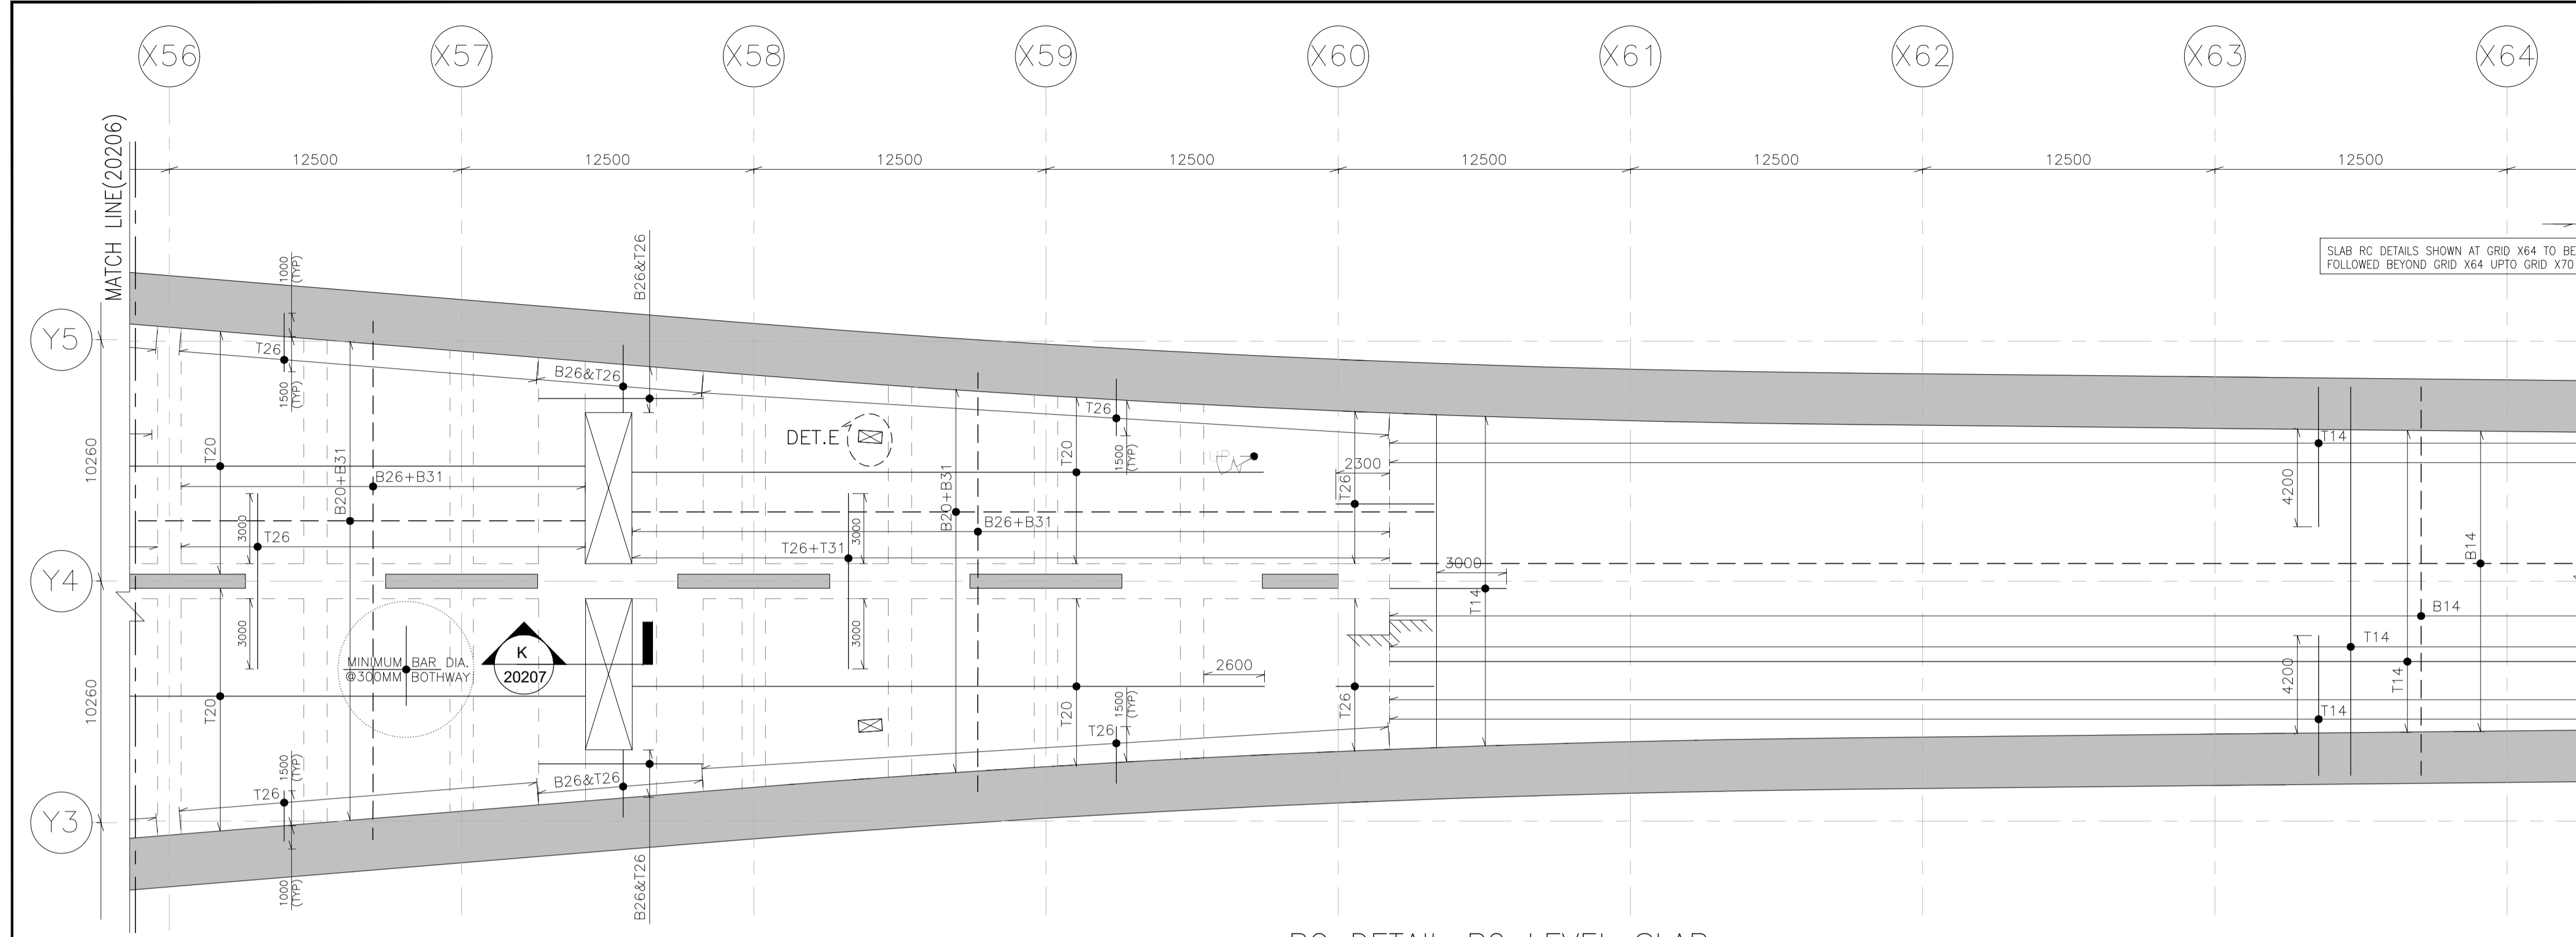 X56 X57 X58 X59 X60 X61 X62 X63 X64
MATCH LINE(20206)
12500 12500 12500 12500 12500 12500 12500 12500
SLAB RC DETAILS SHOWN AT GRID X64 TO BE
FOLLOWED BEYOND GRID X64 UPTO GRID X70
Y5
Y4
Y3
10260
10260
1000
(TYP)
T26
1500
(TYP)
B26&T26
B26&T26
T20
B20+B31
B26+B31
3000
T26
3000
DET.E
T26
1500
(TYP)
T20
B20+B31
B26+B31
3000
T26+T31
3000
2300
T26
3000
T14
T14
4200
B14
B14
T14
T14
4200
T14
MINIMUM BAR DIA.
@300MM BOTHWAY
K
20207
T20
1500
(TYP)
T26
1000
(TYP)
B26&T26
B26&T26
2600
T20
1500
(TYP)
T26
T26
RC DETAIL B2 LEVEL SLAB